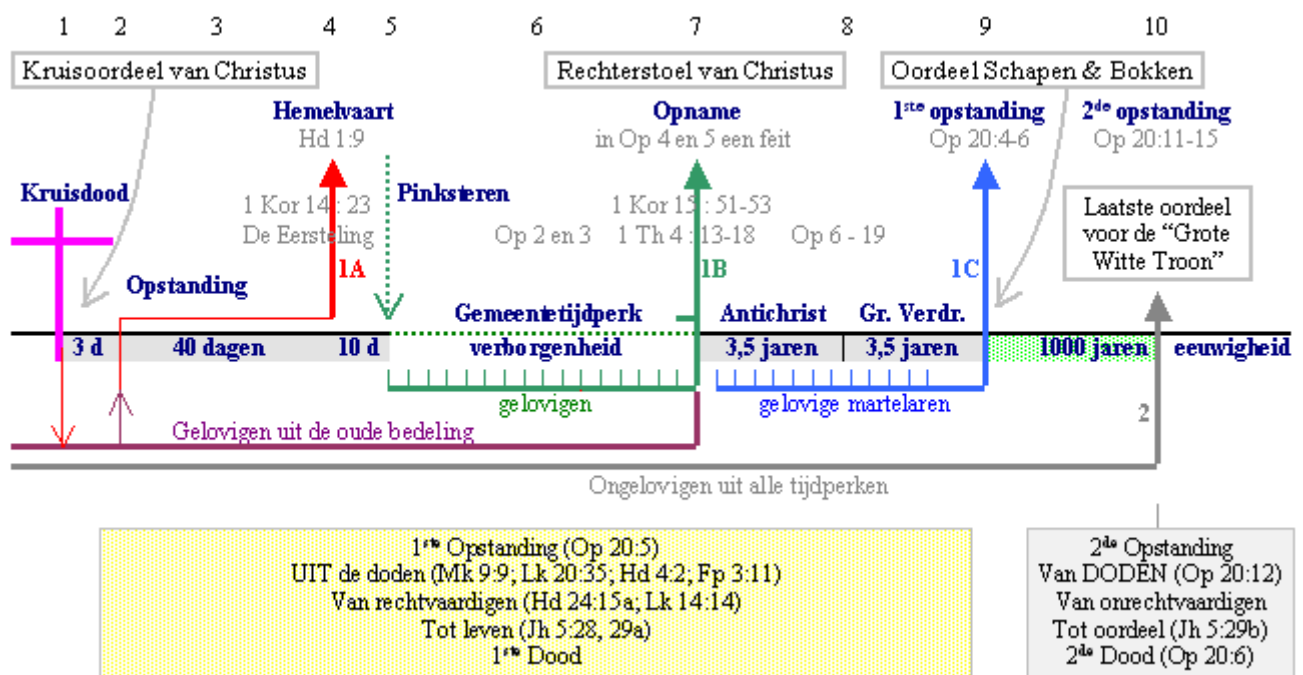 1 2 3 4 5 6 7 8 9 10
Kruisoordeel van Christus
Rechterstoel van Christus
Oordeel Schapen & Bokken
Hemelvaart
Hd 1:9
Opname
in Op 4 en 5 een feit
1ste opstanding
Op 20:4-6
2de opstanding
Op 20:11-15
Kruisdood
Pinksteren
1 Kor 14 : 23
De Eersteling
1 Kor 15 : 51-53
Op 2 en 3 1 Th 4 : 13-18 Op 6 - 19
Laatste oordeel
voor de “Grote
Witte Troon”
1A
1B
1C
Opstanding
Gemeentetijdperk
Antichrist
Gr. Verdr.
3 d 40 dagen 10 d verborgenheid 3,5 jaren 3,5 jaren 1000 jaren eeuwigheid
gelovigen
gelovige martelaren
2
Gelovigen uit de oude bedeling
Ongelovigen uit alle tijdperken
1ste Opstanding (Op 20:5)
UIT de doden (Mk 9:9; Lk 20:35; Hd 4:2; Fp 3:11)
Van rechtvaardigen (Hd 24:15a; Lk 14:14)
Tot leven (Jh 5:28, 29a)
1ste Dood
2de Opstanding
Van DODEN (Op 20:12)
Van onrechtvaardigen
Tot oordeel (Jh 5:29b)
2de Dood (Op 20:6)